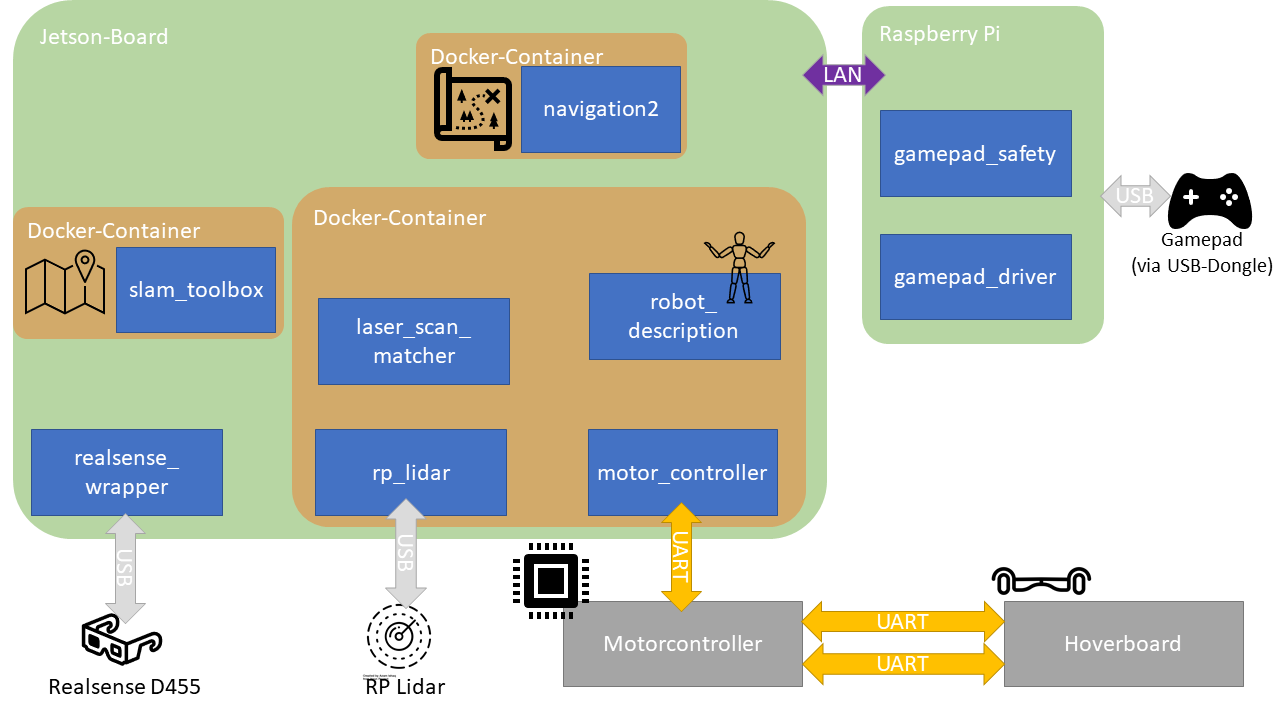 Jetson-Board
Docker-Container
navigation2
LAN
Raspberry Pi
gamepad_safety
gamepad_driver
USB
Gamepad
(via USB-Dongle)
Docker-Container
slam_toolbox
Docker-Container
laser_scan_
matcher
robot_
description
realsense_
wrapper
rp_lidar
motor_controller
USB
USB
UART
Realsense D455
RP Lidar
Motorcontroller
UART
UART
Hoverboard